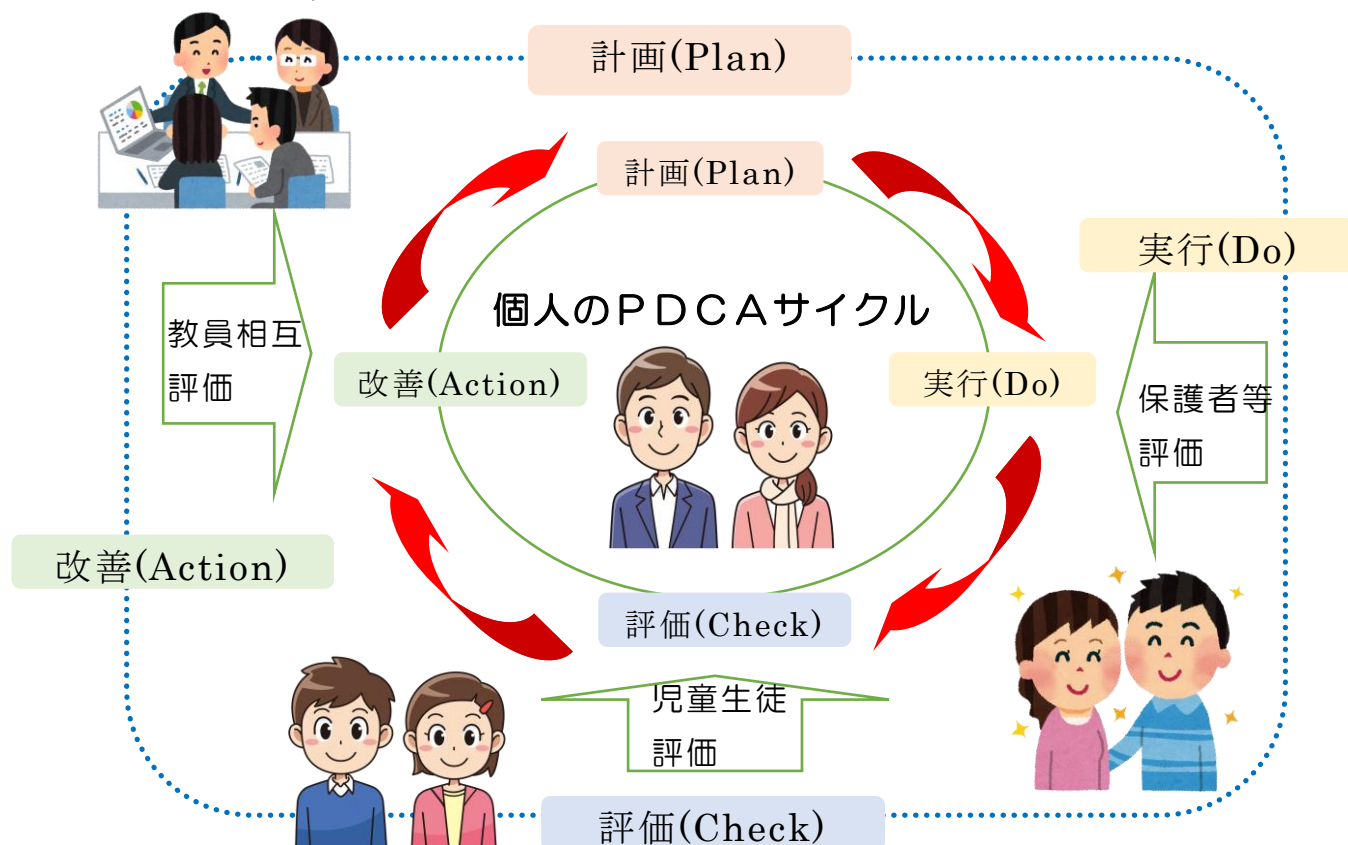 計画(Plan)
計画(Plan)
実行(Do)
個人のPDCAサイクル
教員相互
評価
改善(Action)
実行(Do)
保護者等
評価
改善(Action)
評価(Check)
児童生徒
評価
評価(Check)